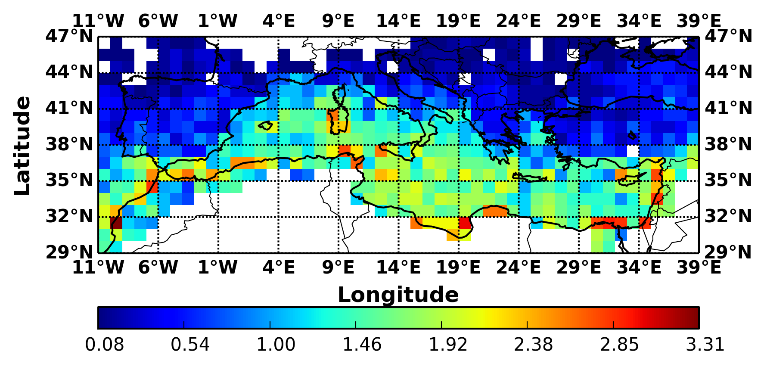 11°W 6°W 1°W 4°E 9°E 14°E 19°E 24°E 29°E 34°E 39°E
47°N 47°N
44°N 44°N
41°N 41°N
38°N 38°N
35°N 35°N
32°N 32°N
29°N 29°N
Latitude
11°W 6°W 1°W 4°E 9°E 14°E 19°E 24°E 29°E 34°E 39°E
Longitude
0.08 0.54 1.00 1.46 1.92 2.38 2.85 3.31